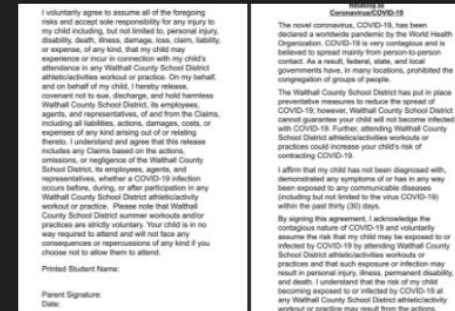 I voluntarily agree to assume all of the foregoing
risks and accept sole responsibility for any injury to
my child including, but not limited to, personal injury,
disability, death, illness, damage, loss, claim, liability,
or expense, of any kind, that my child may
experience or incur in connection with my child's
attendance in any Walthall County School District
athletic/activities workout or practice. On my behalf,
and on behalf of my child, I hereby release,
covenant not to sue, discharge, and hold harmless
Walthall County School District, its employees,
agents, and representatives, of and from the Claims,
including all liabilities, actions, damages, costs, or
expenses of any kind arising out of or relating
thereto. I understand and agree that this release
includes any Claims based on the actions,
omissions, or negligence of the Walthall County
School District, its employees, agents, and
representatives, whether a COVID-19 infection
occurs before, during, or after participation in any
Walthall County School District athletic/activity
workout or practice. Please note that Walthall
County School District summer workouts and/or
practices are strictly voluntary. Your child is in no
way required to attend and will not face any
consequences or repercussions of any kind if you
choose not to allow them to attend.
Printed Student Name:
Parent Signature:
Date:
Relating to
Coronavirus/COVID-19
The novel coronavirus, COVID-19, has been
declared a worldwide pandemic by the World Health
Organization. COVID-19 is very contagious and is
believed to spread mainly from person-to-person
contact. As a result, federal, state, and local
governments have, in many locations, prohibited the
congregation of groups of people.
The Walthall County School District has put in place
preventative measures to reduce the spread of
COVID-19; however, Walthall County School District
cannot guarantee your child will not become infected
with COVID-19. Further, attending Walthall County
School District athletics/activities workouts or
practices could increase your child's risk of
contracting COVID-19.
I affirm that my child has not been diagnosed with,
demonstrated any symptoms of or has in any way
been exposed to any communicable diseases
(including but not limited to the virus COVID-19)
within the past thirty (30) days.
By signing this agreement, I acknowledge the
contagious nature of COVID-19 and voluntarily
assume the risk that my child may be exposed to or
infected by COVID-19 by attending Walthall County
School District athletic/activities workouts or
practices and that such exposure or infection may
result in personal injury, illness, permanent disability,
and death. I understand that the risk of my child
becoming exposed to or infected by COVID-19 at
any Walthall County School District athletic/activity
workout or practice may result from the actions,